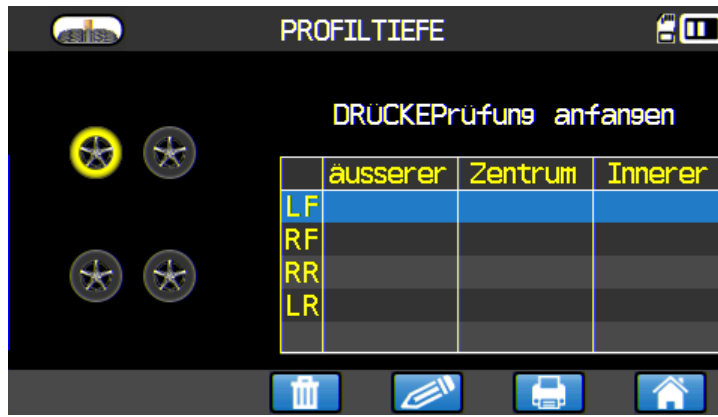 PROFILTIEFE
DRÜCKEPrüfung anfangen
äusserer Zentrum Innerer
LF
RF
RR
LR